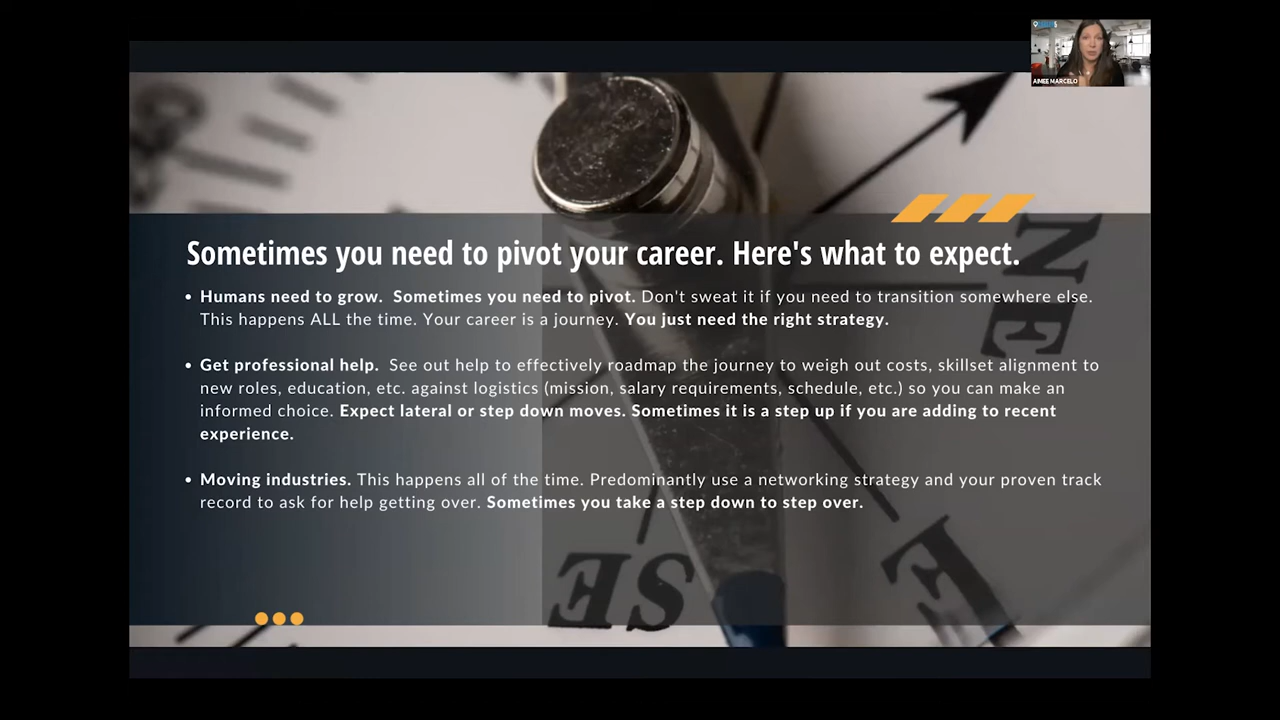 AIMEE MARCELO
NE
Sometimes you need to pivot your career. Here's what to expect.
• Humans need to grow.  Sometimes you need to pivot. Don't sweat it if you need to transition somewhere else.
This happens ALL the time. Your career is a journey. You just need the right strategy.
• Get professional help.  See out help to effectively roadmap the journey to weigh out costs, skillset alignment to
new roles, education, etc. against logistics (mission, salary requirements, schedule, etc.) so you can make an
informed choice. Expect lateral or step down moves. Sometimes it is a step up if you are adding to recent
experience.
• Moving industries. This happens all of the time. Predominantly use a networking strategy and your proven track
record to ask for help getting over. Sometimes you take a step down to step over.
SE
E